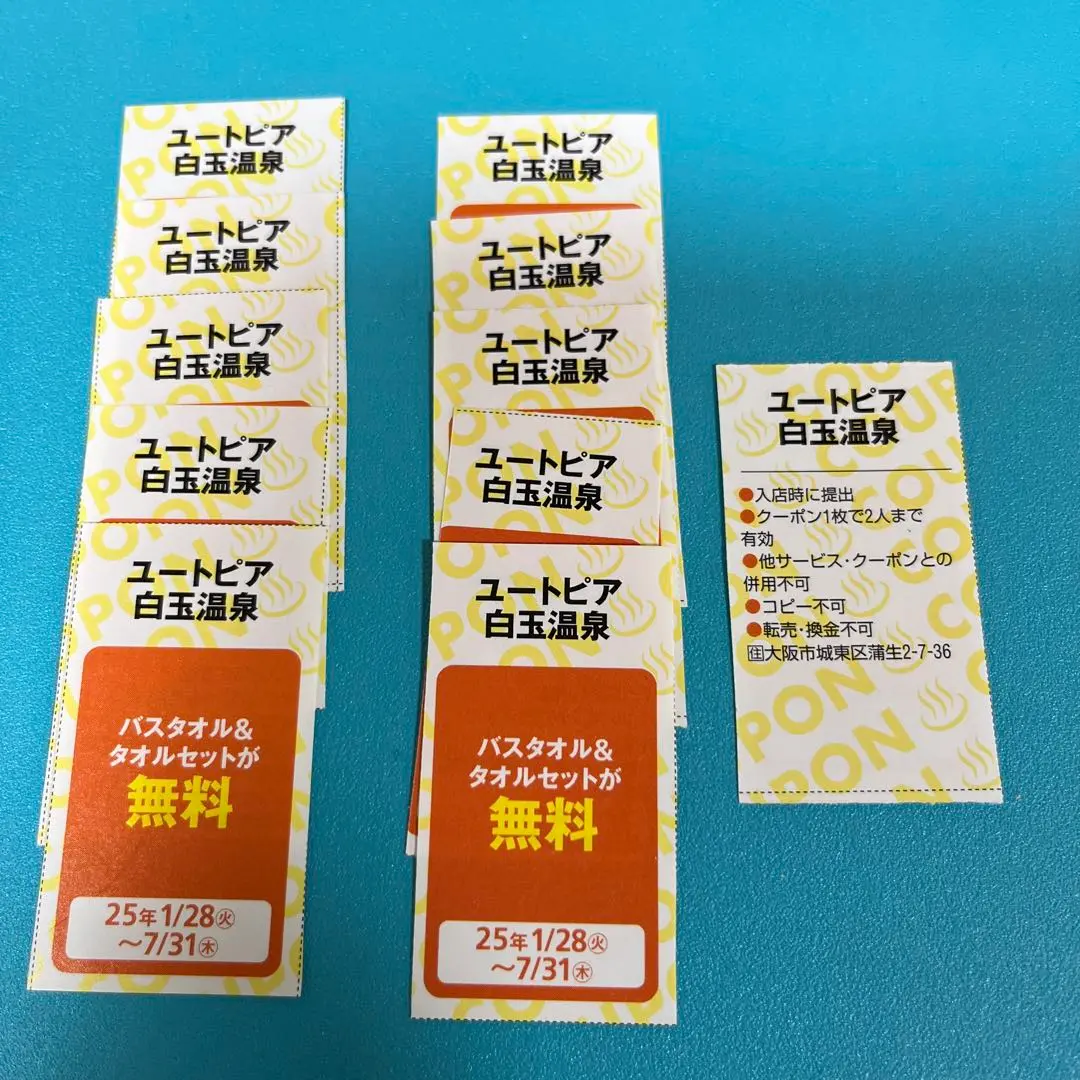 ユートピア
白玉温泉
ユートピア
白玉温泉
ユートピア
白玉温泉
ユートピア
白玉温泉
ユートピア
白玉温泉
バスタオル&
タオルセットが
無料
25年1/28㊋
～7/31㊍
ユートピア
白玉温泉
ユートピア
白玉温泉
ユートピア
白玉温泉
ユートピア
白玉温泉
ユートピア
白玉温泉
バスタオル&
タオルセットが
無料
25年1/28㊋
～7/31㊍
ユートピア
白玉温泉
●入店時に提出
●クーポン1枚で2人まで
有効
●他サービス・クーポンとの
併用不可
●コピー不可
●転売・換金不可
住大阪市城東区蒲生2-7-36